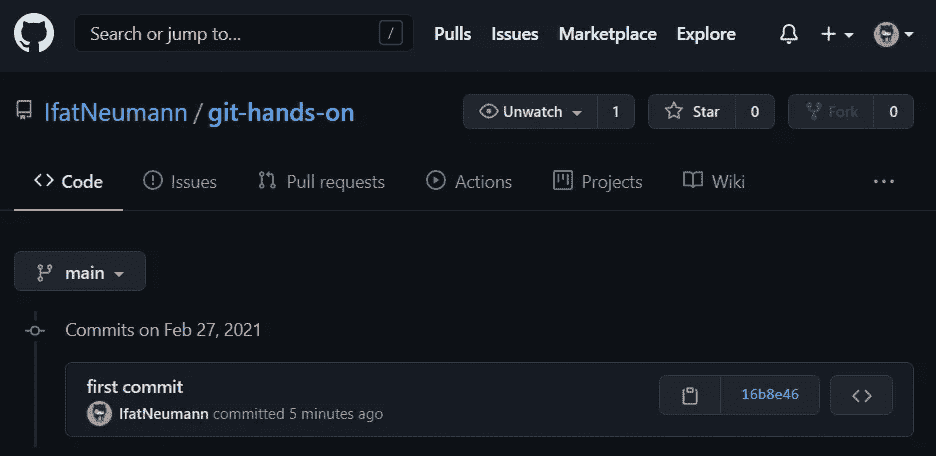 Search or jump to... /
Pulls Issues Marketplace Explore
IfatNeumann / git-hands-on
Unwatch 1 Star 0 Fork 0
Code Issues Pull requests Actions Projects Wiki ...
main
Commits on Feb 27, 2021
first commit
IfatNeumann committed 5 minutes ago
16b8e46